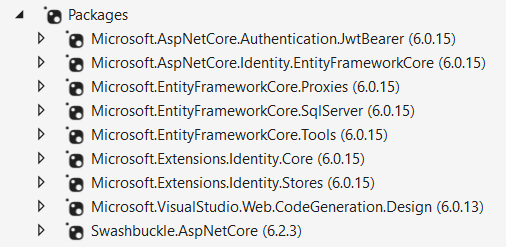 Packages
Microsoft.AspNetCore.Authentication.JwtBearer (6.0.15)
Microsoft.AspNetCore.Identity.EntityFrameworkCore (6.0.15)
Microsoft.EntityFrameworkCore.Proxies (6.0.15)
Microsoft.EntityFrameworkCore.SqlServer (6.0.15)
Microsoft.EntityFrameworkCore.Tools (6.0.15)
Microsoft.Extensions.Identity.Core (6.0.15)
Microsoft.Extensions.Identity.Stores (6.0.15)
Microsoft.VisualStudio.Web.CodeGeneration.Design (6.0.13)
Swashbuckle.AspNetCore (6.2.3)